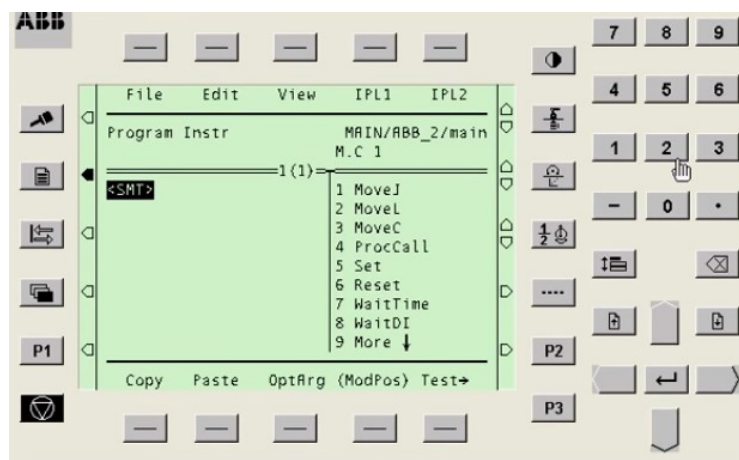 ABB
File Edit View IPL1 IPL2
Program Instr MAIN/ABB_2/main
M.C 1
1(1)
<SMT>
1 MoveJ
2 MoveL
3 MoveC
4 ProcCall
5 Set
6 Reset
7 WaitTime
8 WaitDI
9 More ↓
Copy Paste OptArg (ModPos) Test→
P1
1
2
P2
P3
7 8 9
4 5 6
1 2 3
- 0 .